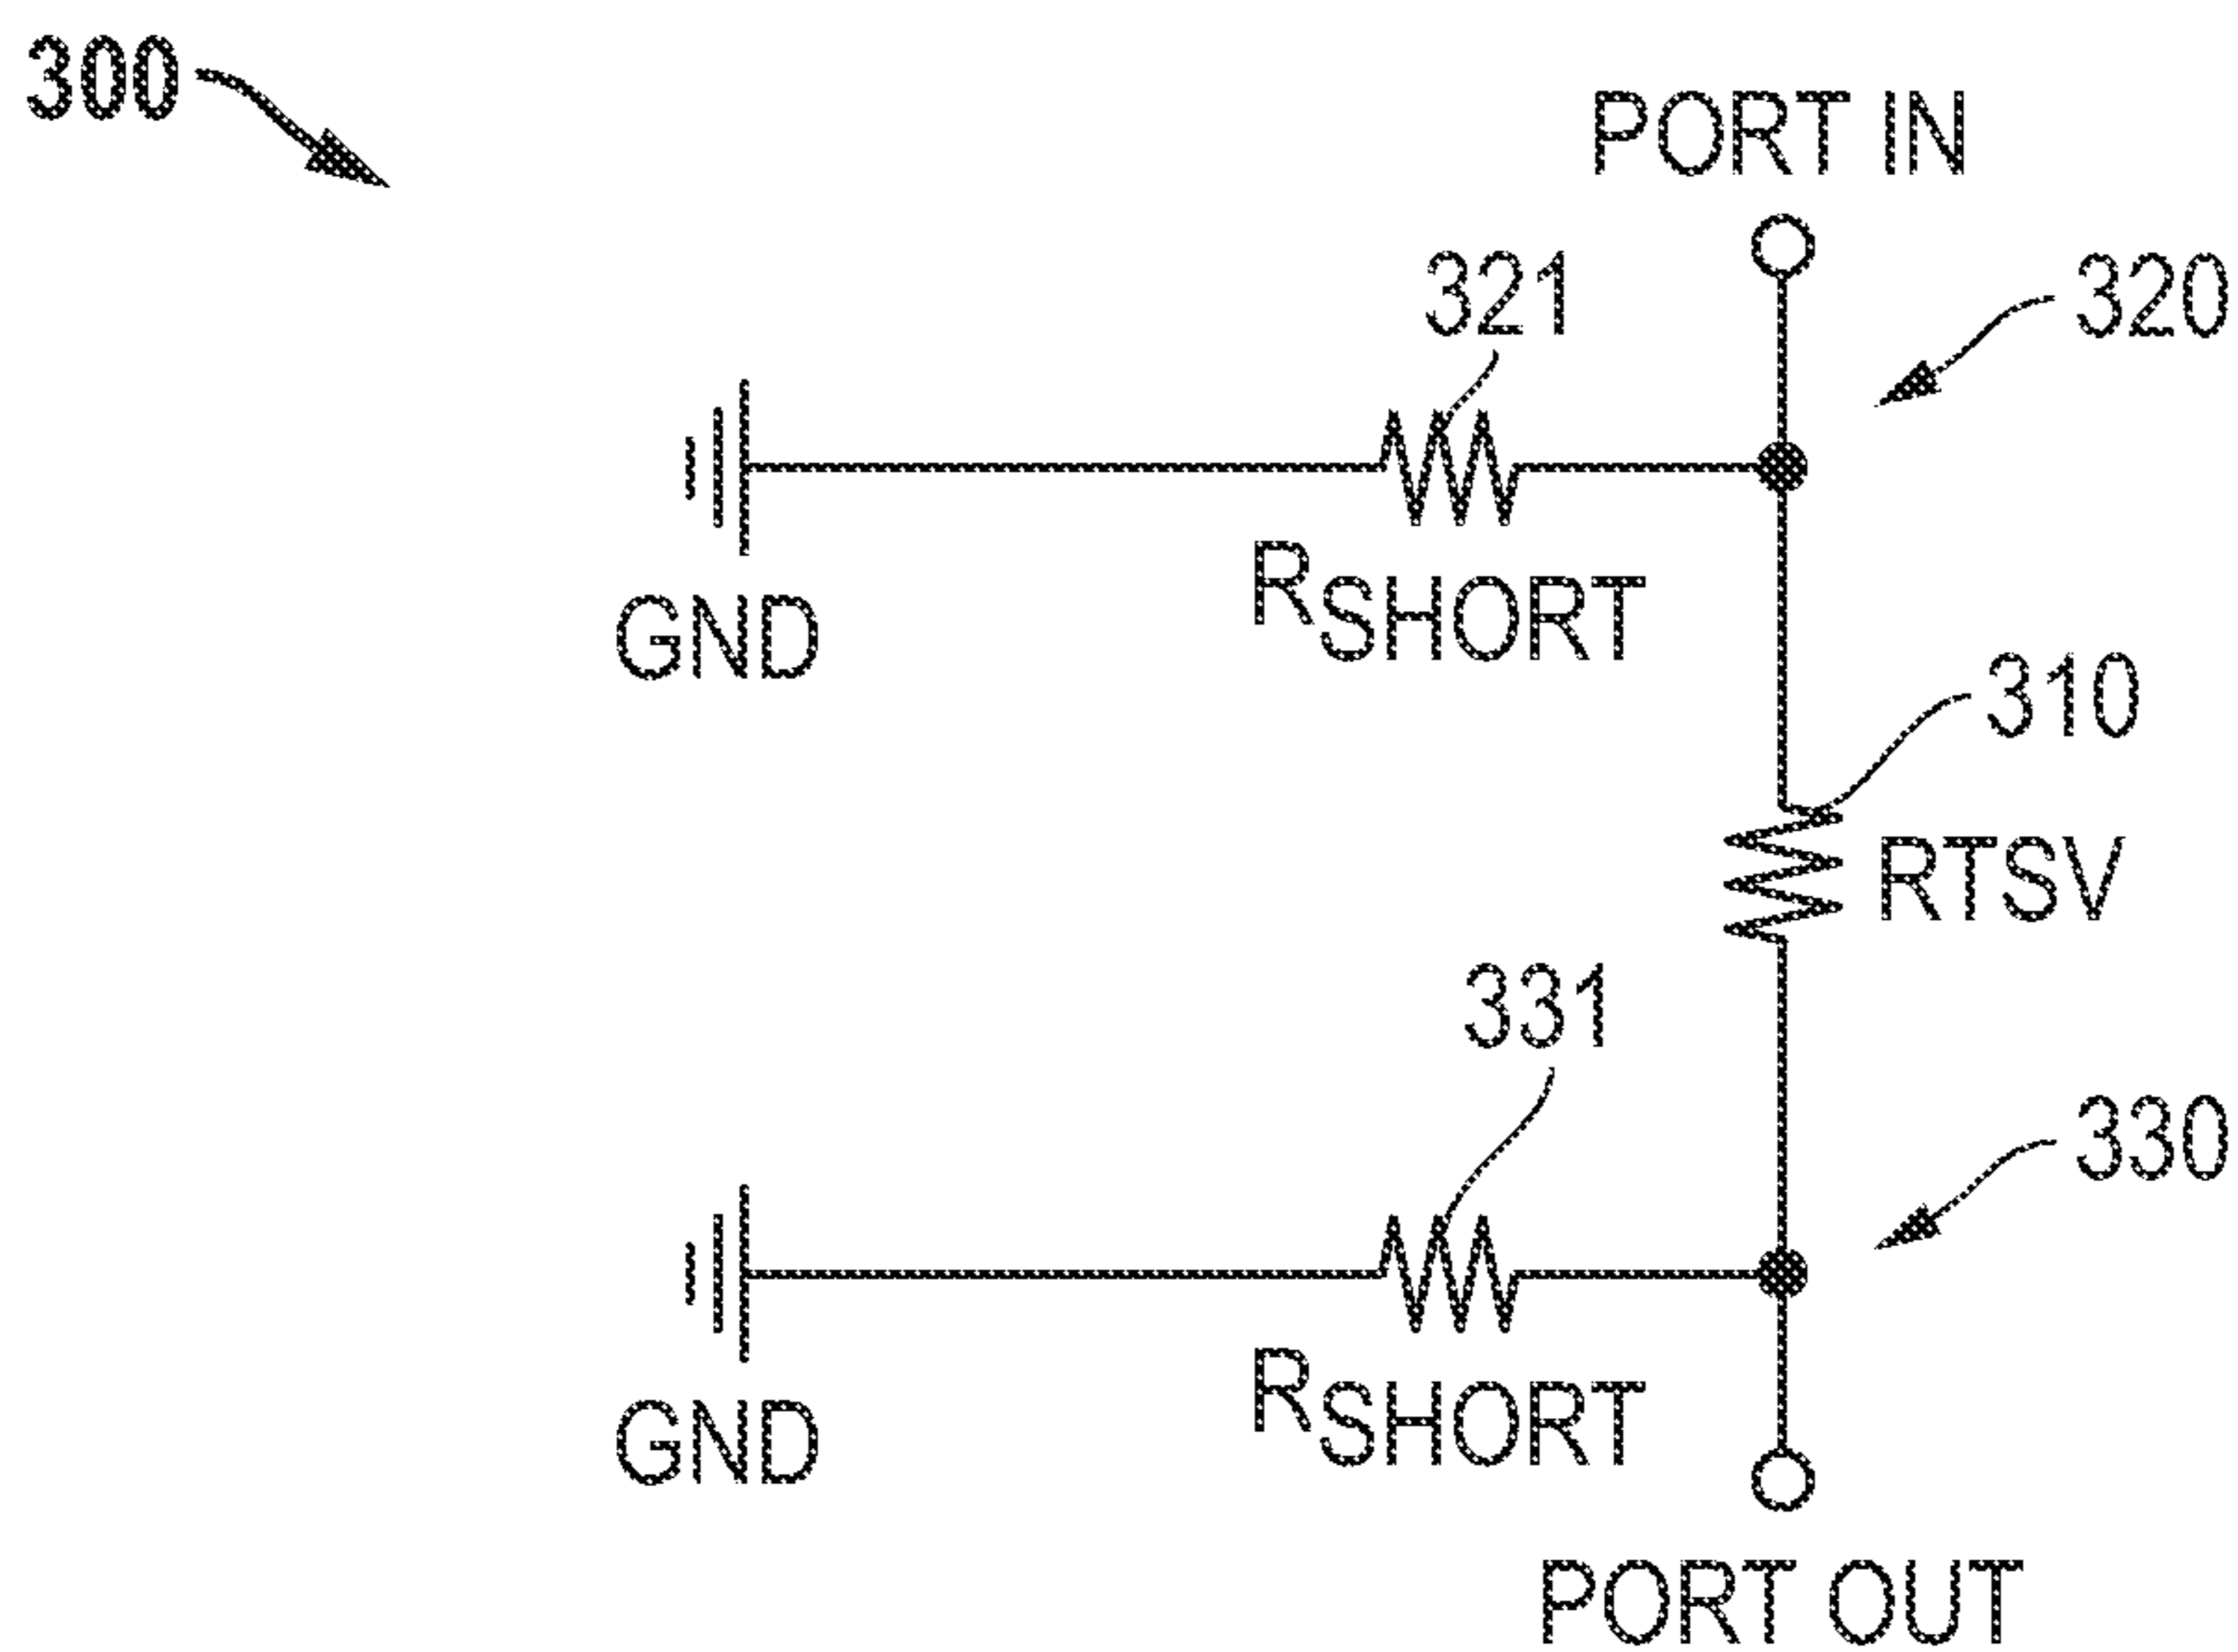 300
PORT IN
321
320
GND
RSHORT
310
RTSV
331
330
GND
RSHORT
PORT OUT